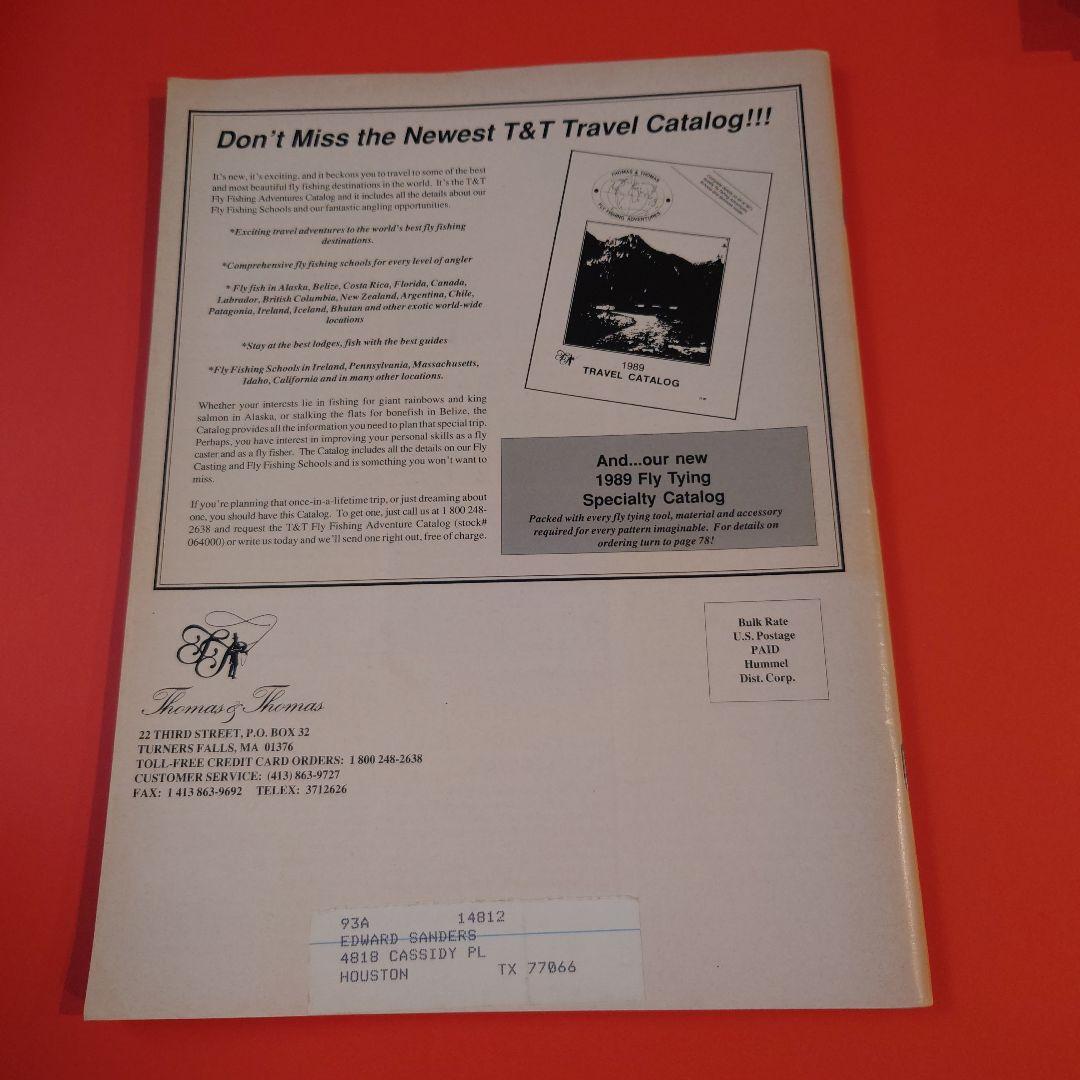 Don't Miss the Newest T&T Travel Catalog!!!
It's new, it's exciting, and it beckons you to travel to some of the best
and most beautiful fly fishing destinations in the world. It's the T&T
Fly Fishing Adventures Catalog and it includes all the details about our
Fly Fishing Schools and our fantastic angling opportunities.
*Exciting travel adventures to the world's best fly fishing
destinations.
*Comprehensive fly fishing schools for every level of angler
* Fly fish in Alaska, Belize, Costa Rica, Florida, Canada,
Labrador, British Columbia, New Zealand, Argentina, Chile,
Patagonia, Ireland, Iceland, Bhutan and other exotic world-wide
locations
*Stay at the best lodges, fish with the best guides
*Fly Fishing Schools in Ireland, Pennsylvania, Massachusetts,
Idaho, California and in many other locations.
Whether your interests lie in fishing for giant rainbows and king
salmon in Alaska, or stalking the flats for bonefish in Belize, the
Catalog provides all the information you need to plan that special trip.
Perhaps, you have interest in improving your personal skills as a fly
caster and as a fly fisher. The Catalog includes all the details on our Fly
Casting and Fly Fishing Schools and is something you won't want to
miss.
If you're planning that once-in-a-lifetime trip, or just dreaming about
one, you should have this Catalog. To get one, just call us at 1 800 248-
2638 and request the T&T Fly Fishing Adventure Catalog (stock#
064000) or write us today and we'll send one right out, free of charge.
THOMAS & THOMAS
FLY FISHING ADVENTURES
1989
TRAVEL CATALOG
And...our new
1989 Fly Tying
Specialty Catalog
Packed with every fly tying tool, material and accessory
required for every pattern imaginable. For details on
ordering turn to page 78!
Thomas & Thomas
22 THIRD STREET, P.O. BOX 32
TURNERS FALLS, MA 01376
TOLL-FREE CREDIT CARD ORDERS: 1 800 248-2638
CUSTOMER SERVICE: (413) 863-9727
FAX: 1 413 863-9692 TELEX: 3712626
Bulk Rate
U.S. Postage
PAID
Hummel
Dist. Corp.
93A 14812
EDWARD SANDERS
4818 CASSIDY PL
HOUSTON TX 77066